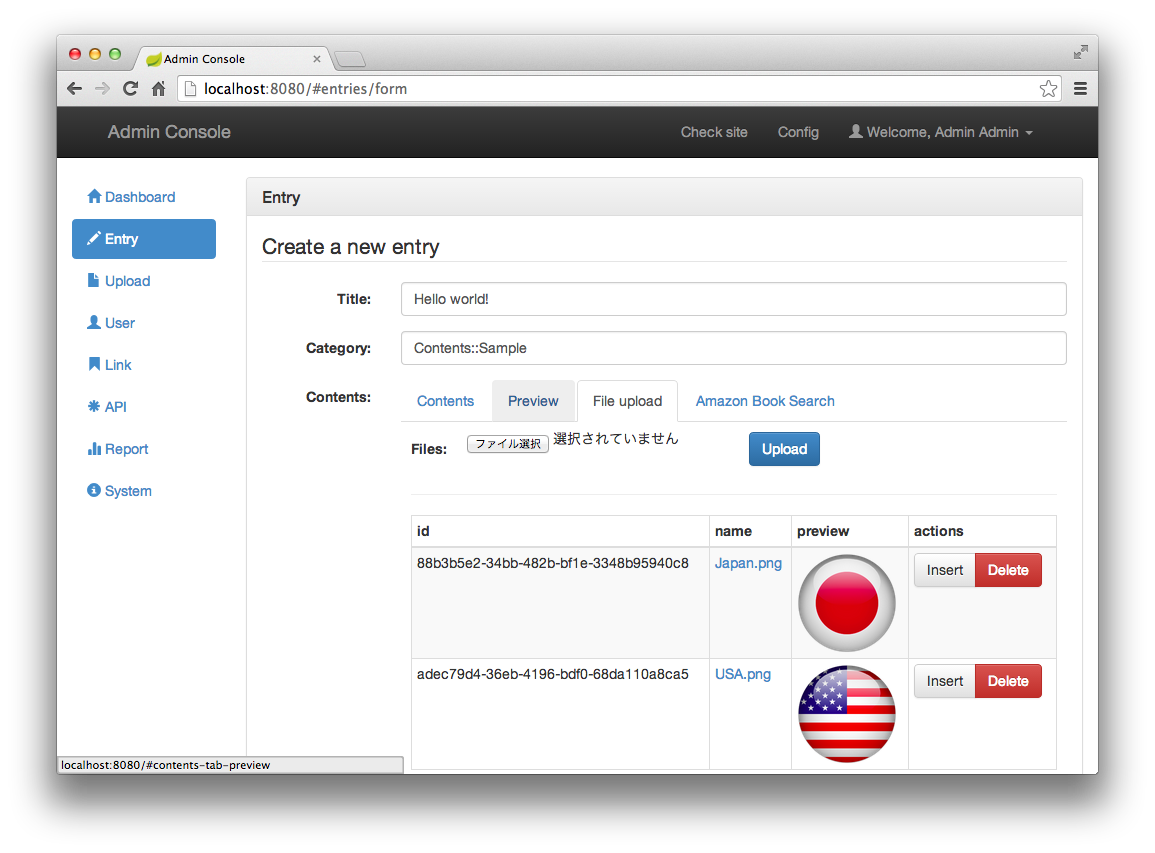 Admin Console
localhost:8080/#entries/form
Admin Console Check site Config Welcome, Admin Admin
Dashboard
Entry
Upload
User
Link
API
Report
System
Entry
Create a new entry
Title: Hello world!
Category: Contents::Sample
Contents: Contents Preview File upload Amazon Book Search
Files: ファイル選択 選択されていません Upload
id name preview actions
88b3b5e2-34bb-482b-bf1e-3348b95940c8 Japan.png Insert Delete
adec79d4-36eb-4196-bdf0-68da110a8ca5 USA.png Insert Delete
localhost:8080/#contents-tab-preview